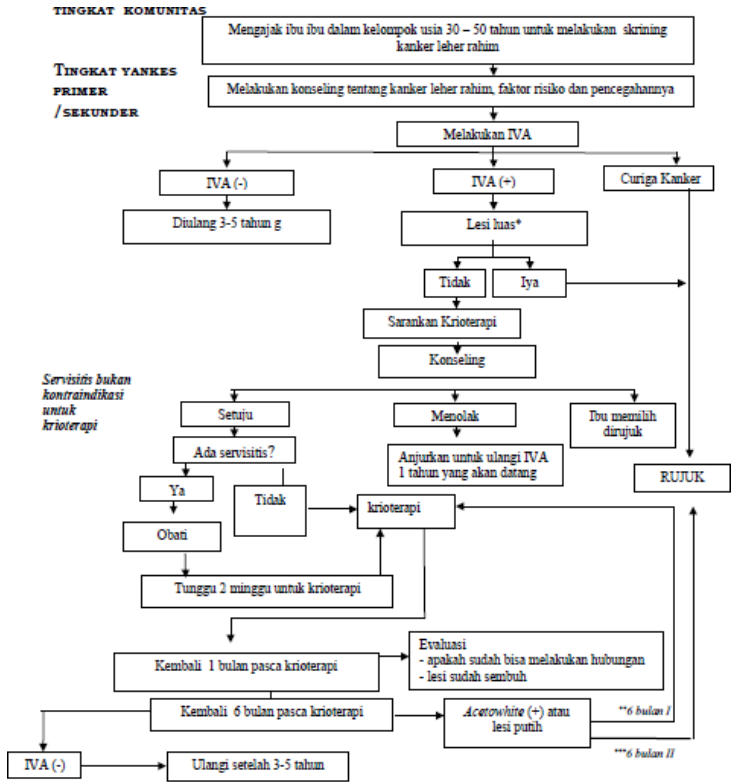 TINGKAT KOMUNITAS
Mengajak ibu ibu dalam kelompok usia 30 – 50 tahun untuk melakukan skrining
kanker leher rahim
TINGKAT YANKES
PRIMER
/SEKUNDER
Melakukan konseling tentang kanker leher rahim, faktor risiko dan pencegahannya
Melakukan IVA
IVA (-)
IVA (+)
Curiga Kanker
Diulang 3-5 tahun g
Lesi luas*
Tidak
Iya
Sarankan Krioterapi
Konseling
Servisitis bukan
kontraindikasi
untuk
krioterapi
Setuju
Menolak
Ibu memilih
dirujuk
Ada servisitis?
Anjurkan untuk ulangi IVA
1 tahun yang akan datang
RUJUK
Ya
Tidak
krioterapi
Obati
Tunggu 2 minggu untuk krioterapi
Kembali 1 bulan pasca krioterapi
Evaluasi
- apakah sudah bisa melakukan hubungan
- lesi sudah sembuh
Kembali 6 bulan pasca krioterapi
Acetowhite (+) atau
lesi putih
**6 bulan I
***6 bulan II
IVA (-)
Ulangi setelah 3-5 tahun